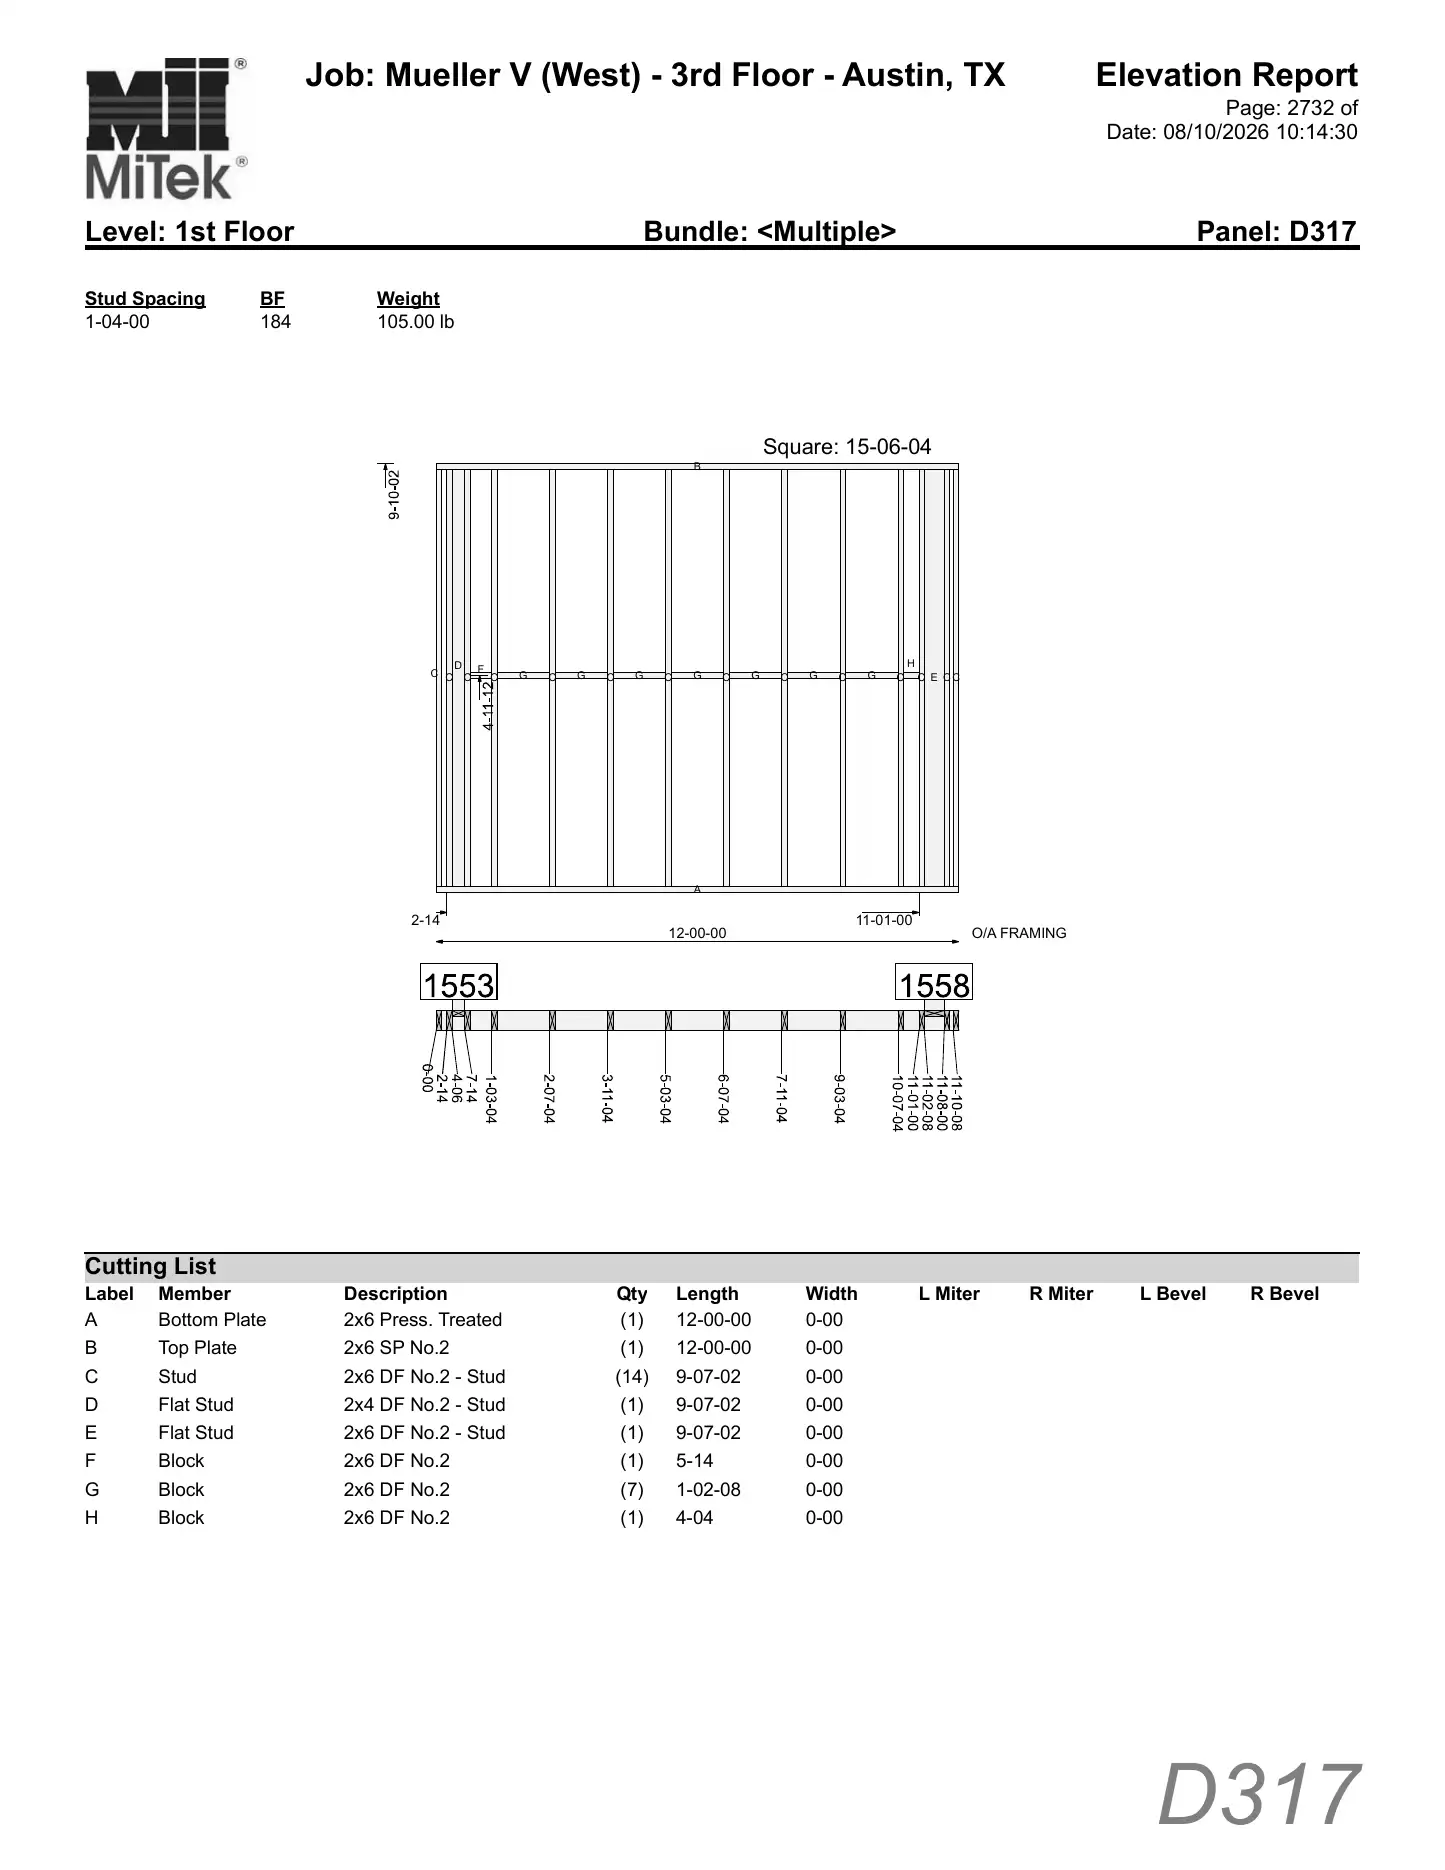 Job: Mueller V (West) - 3rd Floor - Austin, TX
Elevation Report
Page: 2732 of
Date: 08/10/2026 10:14:30
MiTek®
Level: 1st Floor Bundle: <Multiple> Panel: D317
Stud Spacing BF Weight
1-04-00 184 105.00 lb
Square: 15-06-04
B
9-10-02
C D F G G G G G G G H E
4-11-12
A
2-14 11-01-00
12-00-00 O/A FRAMING
1553 1558
0-00
2-14
4-06
7-14
1-03-04
2-07-04
3-11-04
5-03-04
6-07-04
7-11-04
9-03-04
10-07-04
11-01-00
11-02-08
11-08-00
11-10-08
Cutting List
Label Member Description Qty Length Width L Miter R Miter L Bevel R Bevel
A Bottom Plate 2x6 Press. Treated (1) 12-00-00 0-00
B Top Plate 2x6 SP No.2 (1) 12-00-00 0-00
C Stud 2x6 DF No.2 - Stud (14) 9-07-02 0-00
D Flat Stud 2x4 DF No.2 - Stud (1) 9-07-02 0-00
E Flat Stud 2x6 DF No.2 - Stud (1) 9-07-02 0-00
F Block 2x6 DF No.2 (1) 5-14 0-00
G Block 2x6 DF No.2 (7) 1-02-08 0-00
H Block 2x6 DF No.2 (1) 4-04 0-00
D317